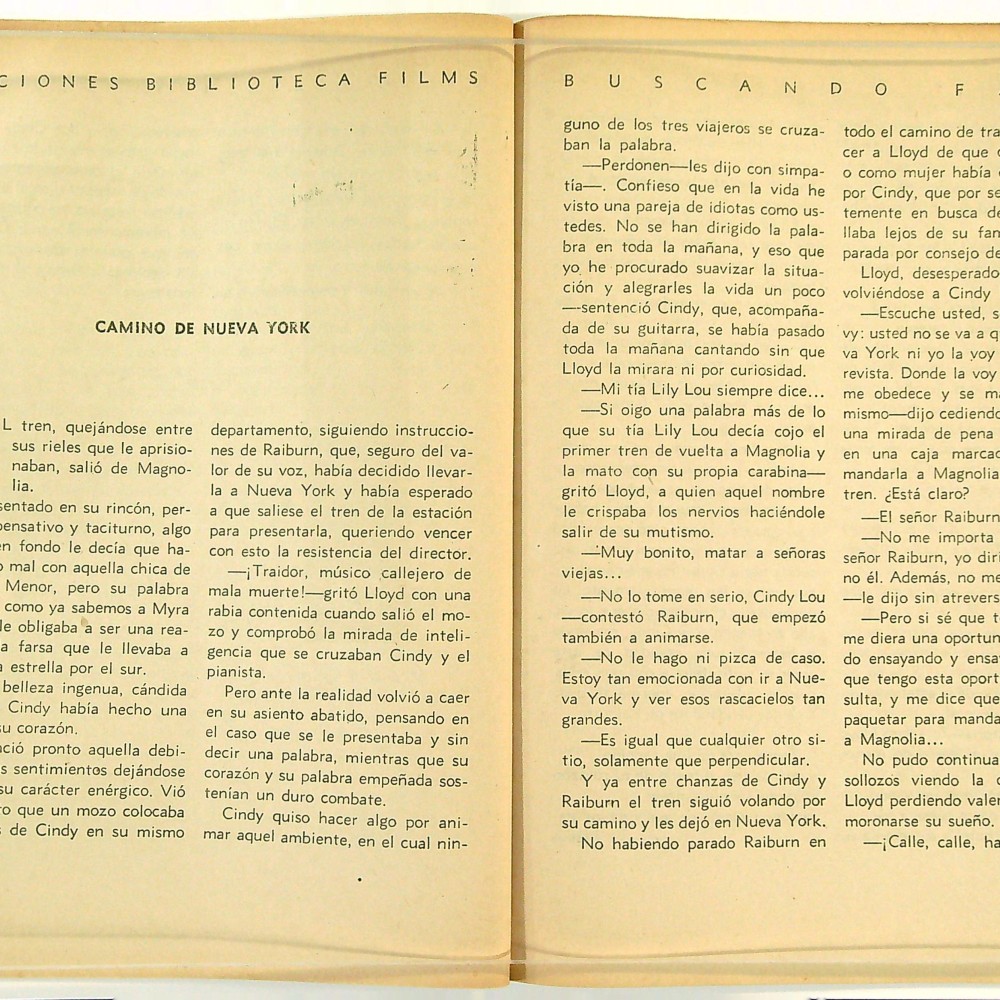 CIONES BIBLIOTECA FILMS
CAMINO DE NUEVA YORK
L tren, quejándose entre
sus rieles que le aprisio-
naban, salió de Magno-
lia.
sentado en su rincón, per-
pensativo y taciturno, algo
en fondo le decía que ha-
mal con aquella chica de
Menor, pero su palabra
como ya sabemos a Myra
le obligaba a ser una rea-
a farsa que le llevaba a
a estrella por el sur.
belleza ingenua, cándida
Cindy había hecho una
su corazón.
ció pronto aquella debi-
s sentimientos dejándose
su carácter enérgico. Vió
ro que un mozo colocaba
s de Cindy en su mismo
departamento, siguiendo instruccio-
nes de Raiburn, que, seguro del va-
lor de su voz, había decidido llevar-
la a Nueva York y había esperado
a que saliese el tren de la estación
para presentarla, queriendo vencer
con esto la resistencia del director.
—¡Traidor, músico callejero de
mala muerte!—gritó Lloyd con una
rabia contenida cuando salió el mo-
zo y comprobó la mirada de inteli-
gencia que se cruzaban Cindy y el
pianista.
Pero ante la realidad volvió a caer
en su asiento abatido, pensando en
el caso que se le presentaba y sin
decir una palabra, mientras que su
corazón y su palabra empeñada sos-
tenían un duro combate.
Cindy quiso hacer algo por ani-
mar aquel ambiente, en el cual nin-
BUSCANDO F
guno de los tres viajeros se cruza-
ban la palabra.
—Perdonen—les dijo con simpa-
tía—. Confieso que en la vida he
visto una pareja de idiotas como us-
tedes. No se han dirigido la pala-
bra en toda la mañana, y eso que
yo he procurado suavizar la situa-
ción y alegrarles la vida un poco
—sentenció Cindy, que, acompaña-
da de su guitarra, se había pasado
toda la mañana cantando sin que
Lloyd la mirara ni por curiosidad.
—Mi tía Lily Lou siempre dice...
—Si oigo una palabra más de lo
que su tía Lily Lou decía cojo el
primer tren de vuelta a Magnolia y
la mato con su propia carabina—
gritó Lloyd, a quien aquel nombre
le crispaba los nervios haciéndole
salir de su mutismo.
—Muy bonito, matar a señoras
viejas...
—No lo tome en serio, Cindy Lou
—contestó Raiburn, que empezó
también a animarse.
—No le hago ni pizca de caso.
Estoy tan emocionada con ir a Nue-
va York y ver esos rascacielos tan
grandes.
—Es igual que cualquier otro si-
tio, solamente que perpendicular.
Y ya entre chanzas de Cindy y
Raiburn el tren siguió volando por
su camino y les dejó en Nueva York.
No habiendo parado Raiburn en
todo el camino de tra
cer a Lloyd de que
o como mujer había
por Cindy, que por se
temente en busca de
llaba lejos de su fam
parada por consejo de
Lloyd, desesperado
volviéndose a Cindy
—Escuche usted, s
vy: usted no se va a q
va York ni yo la voy
revista. Donde la voy
me obedece y se ma
mismo—dijo cediendo
una mirada de pena
en una caja marcad
mandarla a Magnolia
tren. ¿Está claro?
—El señor Raiburn
—No me importa
señor Raiburn, yo diri
no él. Además, no me
—le dijo sin atrevers
—Pero si sé que t
me diera una oportun
do ensayando y ensa
que tengo esta oport
sulta, y me dice que
paquetar para manda
a Magnolia...
No pudo continua
sollozos viendo la
Lloyd perdiendo valer
moronarse su sueño.
—¡Calle, calle, ha